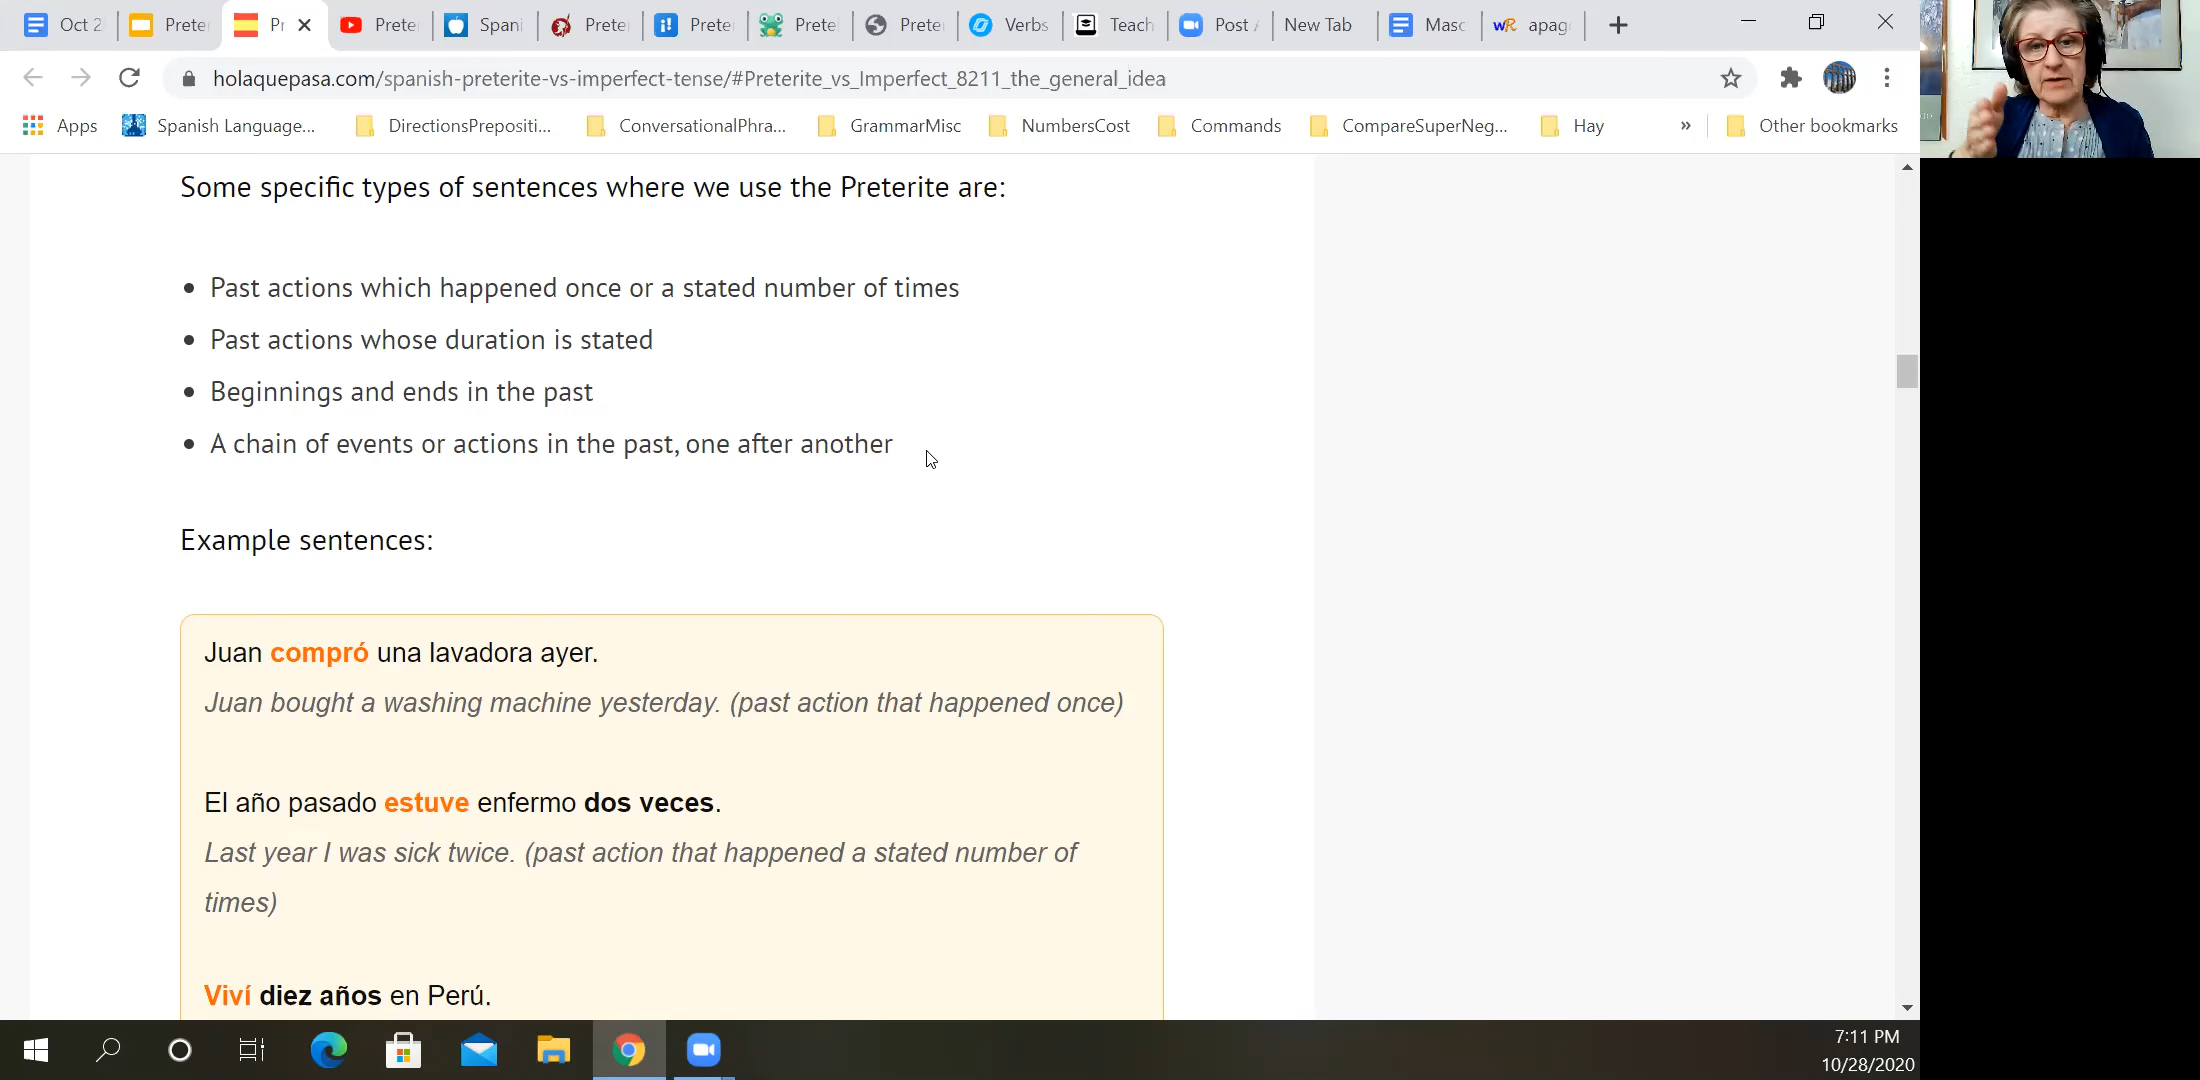 Oct 2 Prete Pr Prete Spani Prete Prete Prete Prete Verbs Teach Post New Tab Masc apag
holaquepasa.com/spanish-preterite-vs-imperfect-tense/#Preterite_vs_Imperfect_8211_the_general_idea
Apps Spanish Language... DirectionsPrepositi... ConversationalPhra... GrammarMisc NumbersCost Commands CompareSuperNeg... Hay » Other bookmarks
Some specific types of sentences where we use the Preterite are:
• Past actions which happened once or a stated number of times
• Past actions whose duration is stated
• Beginnings and ends in the past
• A chain of events or actions in the past, one after another
Example sentences:
Juan compró una lavadora ayer.
Juan bought a washing machine yesterday. (past action that happened once)
El año pasado estuve enfermo dos veces.
Last year I was sick twice. (past action that happened a stated number of
times)
Viví diez años en Perú.
7:11 PM
10/28/2020